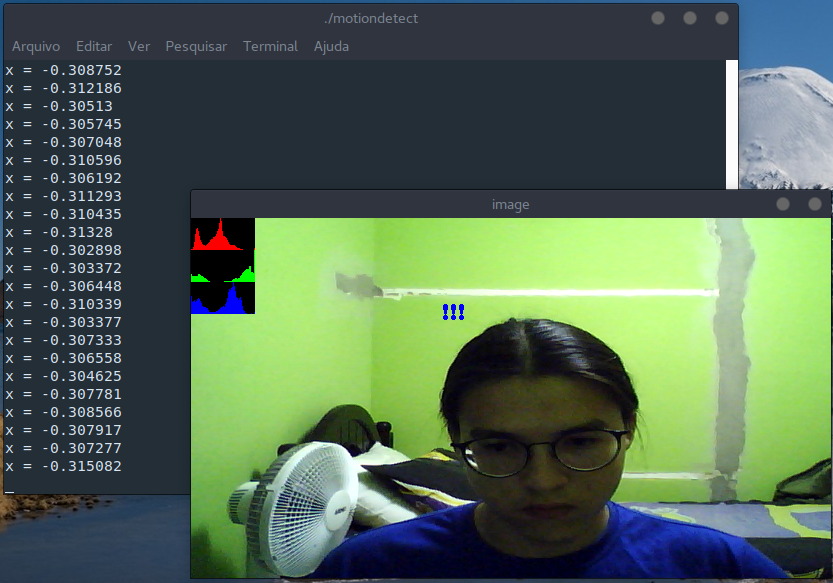 ./motiondetect
Arquivo Editar Ver Pesquisar Terminal Ajuda
x = -0.308752
x = -0.312186
x = -0.30513
x = -0.305745
x = -0.307048
x = -0.310596
x = -0.306192
x = -0.311293
x = -0.310435
x = -0.31328
x = -0.302898
x = -0.303372
x = -0.306448
x = -0.310339
x = -0.303377
x = -0.307333
x = -0.306558
x = -0.304625
x = -0.307781
x = -0.308566
x = -0.307917
x = -0.307277
x = -0.315082
image
!!!